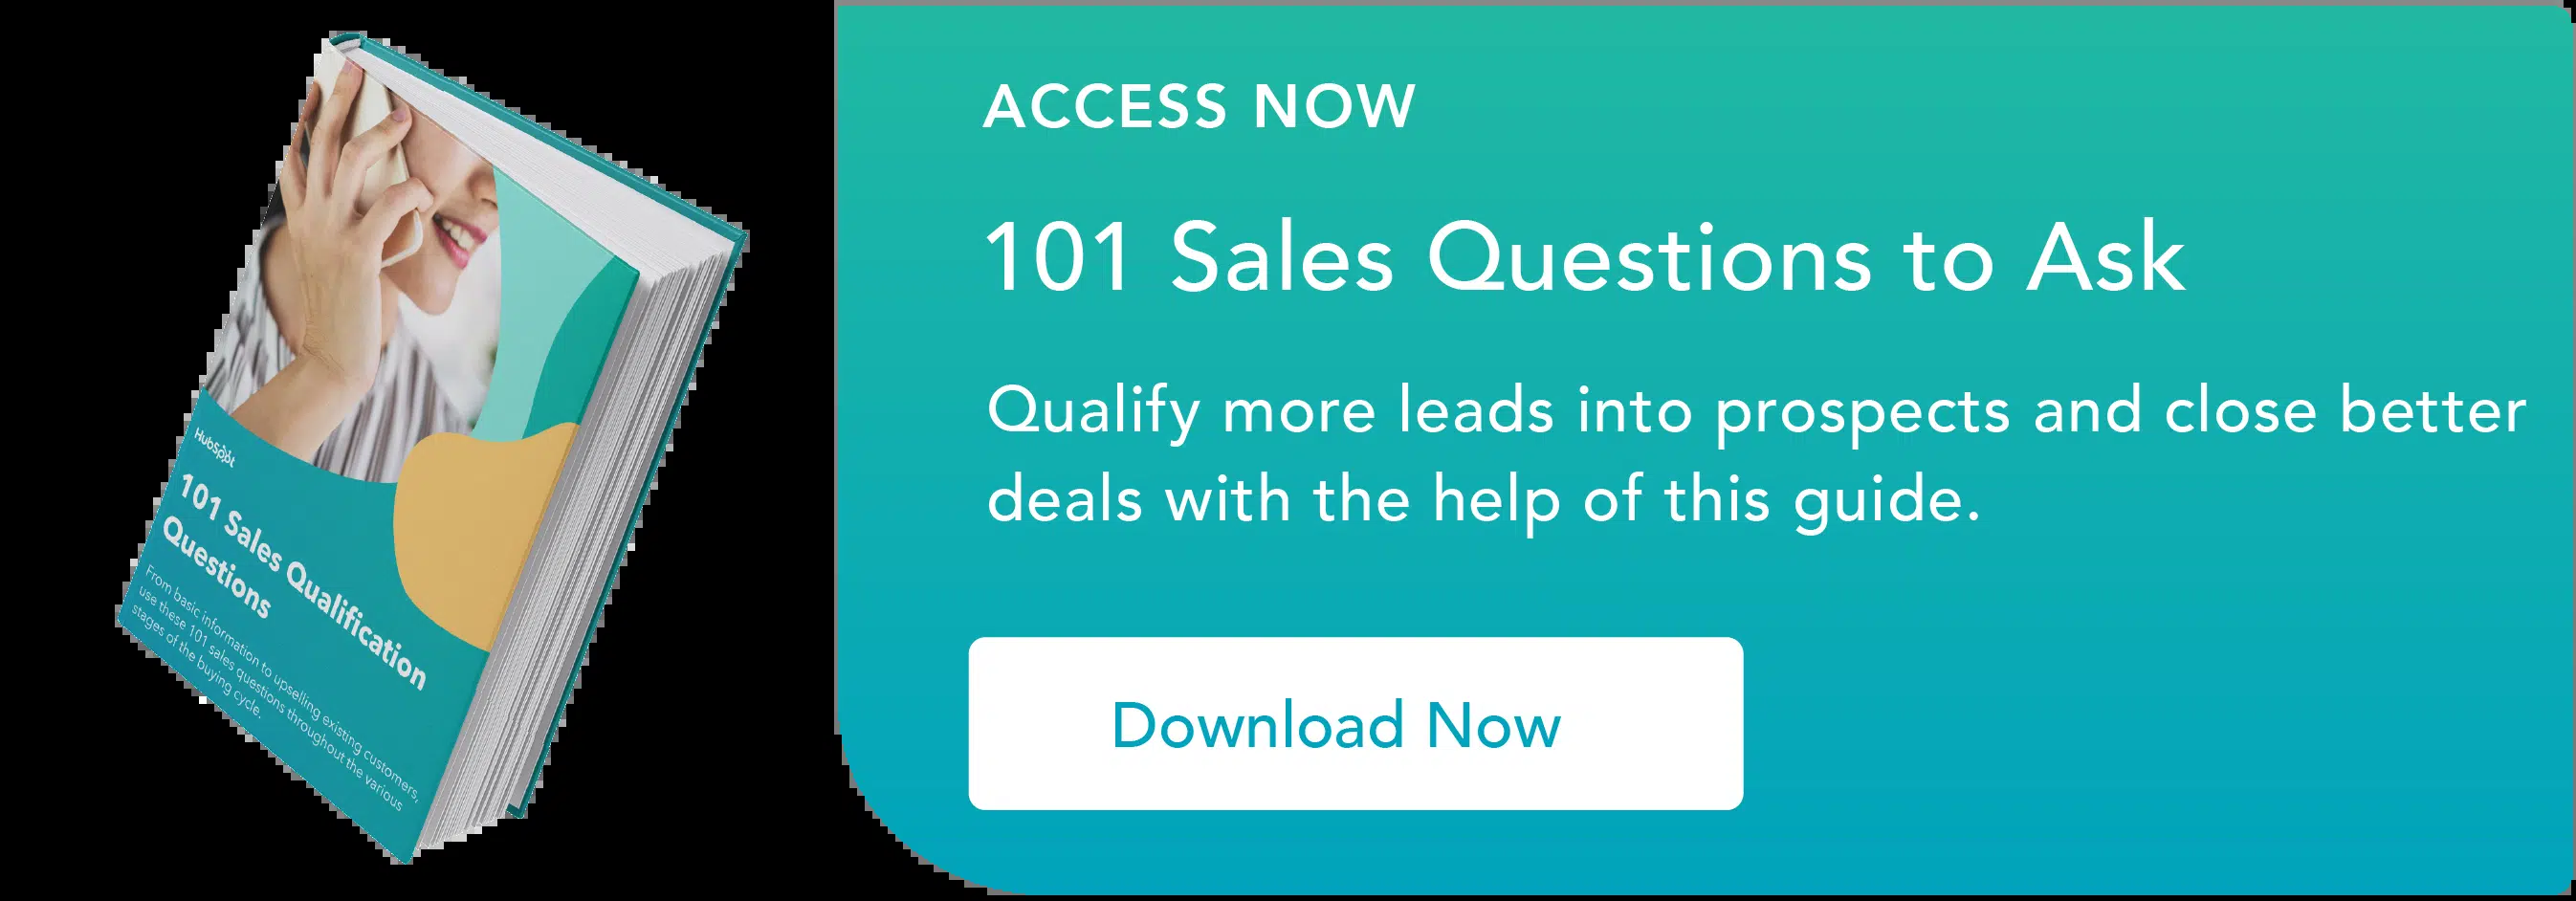 HubSpot
101 Sales Qualification
Questions
From basic information to upselling existing customers,
use these 101 sales questions throughout the various
stages of the buying cycle.
ACCESS NOW
101 Sales Questions to Ask
Qualify more leads into prospects and close better
deals with the help of this guide.
Download Now